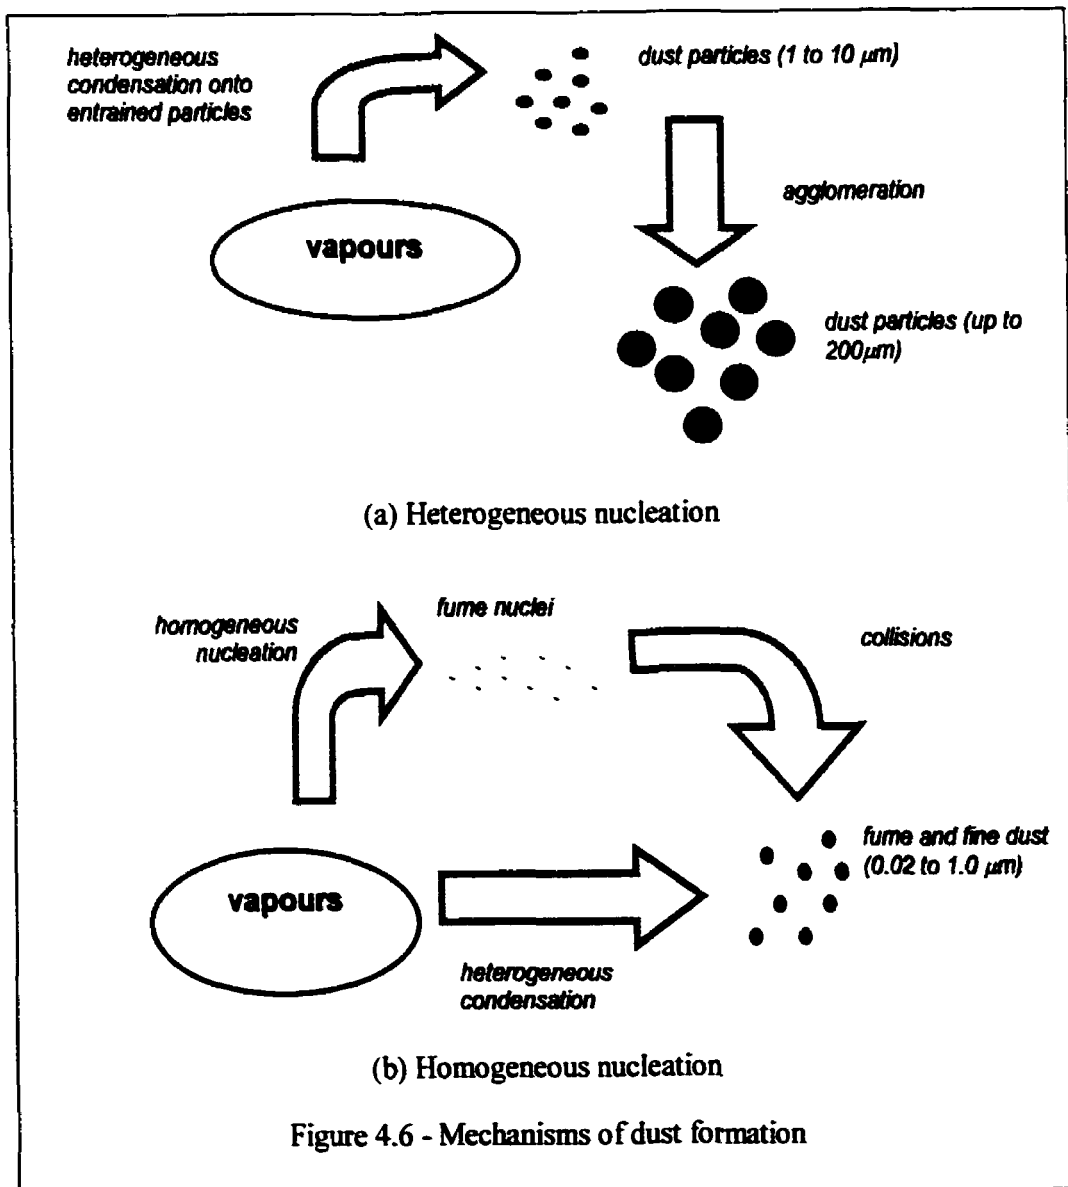 heterogeneous
condensation onto
entrained particles
dust particles (1 to 10 µm)
agglomeration
vapours
dust particles (up to
200µm)
(a) Heterogeneous nucleation
homogeneous
nucleation
fume nuclei
collisions
fume and fine dust
(0.02 to 1.0 µm)
vapours
heterogeneous
condensation
(b) Homogeneous nucleation
Figure 4.6 - Mechanisms of dust formation